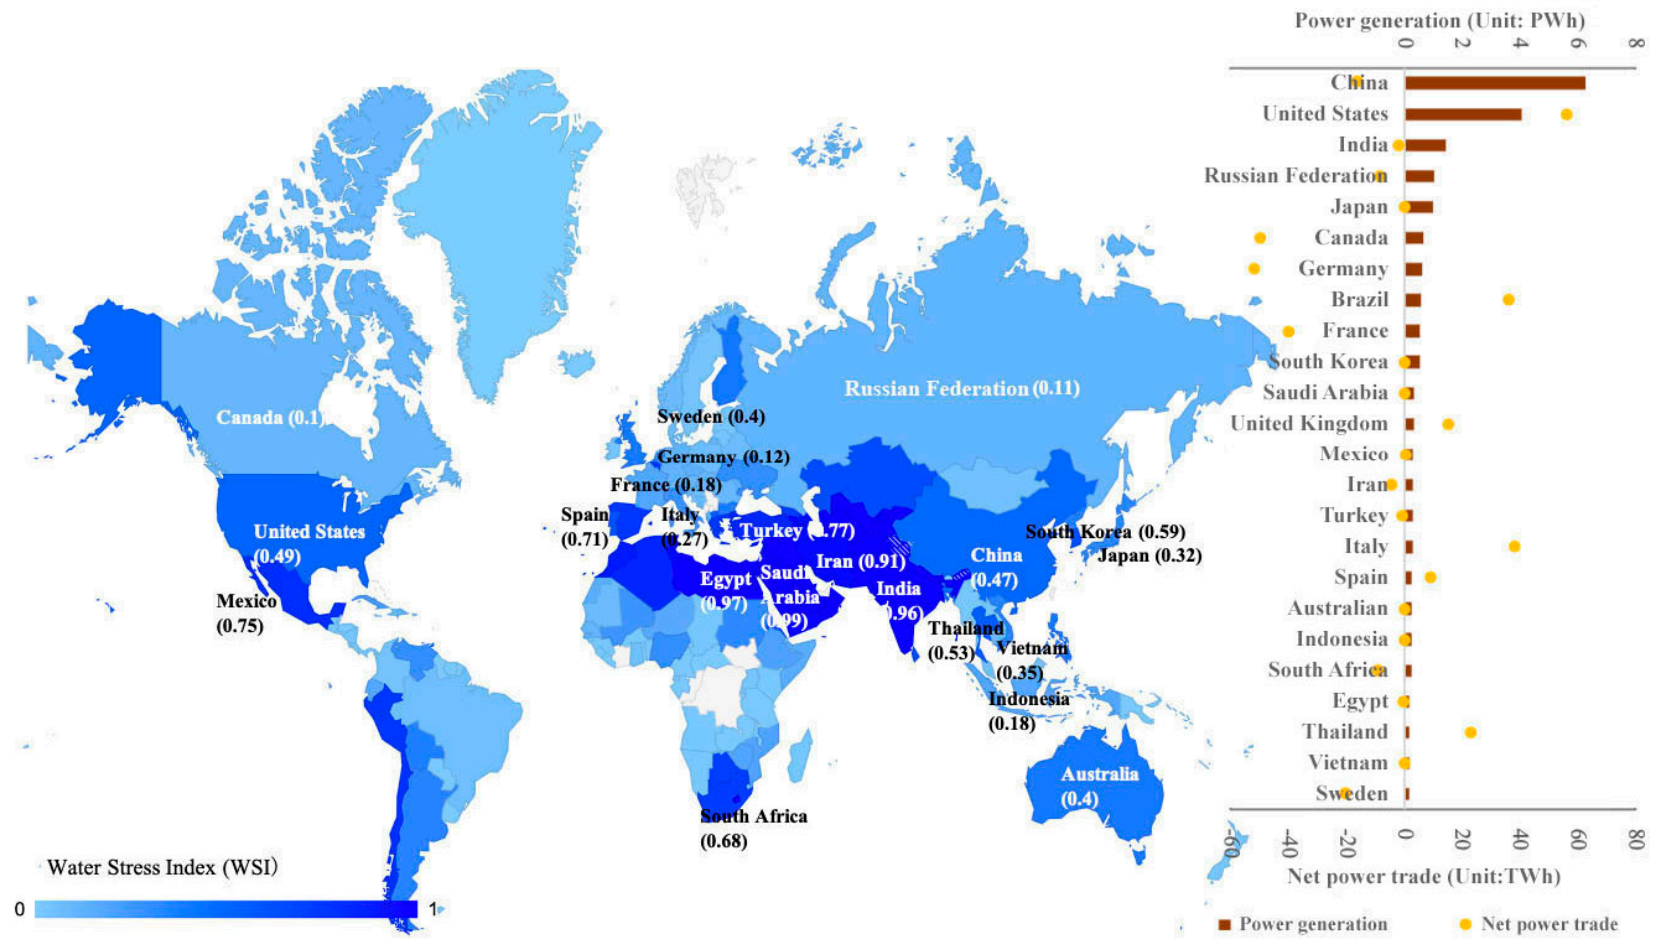 Power generation (Unit: PWh)
0 2 4 6 8
China
United States
India
Russian Federation
Japan
Canada
Germany
Brazil
France
South Korea
Saudi Arabia
United Kingdom
Mexico
Iran
Turkey
Italy
Spain
Australian
Indonesia
South Africa
Egypt
Thailand
Vietnam
Sweden
-60 -40 -20 0 20 40 60 80
Net power trade (Unit:TWh)
Power generation Net power trade
Russian Federation (0.11)
Canada (0.1)
Sweden (0.4)
Germany (0.12)
France (0.18)
Spain
(0.71)
Italy
(0.27)
Turkey (0.77)
United States
(0.49)
South Korea (0.59)
Japan (0.32)
China
(0.47)
Iran (0.91)
Egypt
(0.97)
Saudi
Arabia
(0.99)
India
(0.96)
Mexico
(0.75)
Thailand
(0.53)
Vietnam
(0.35)
Indonesia
(0.18)
Australia
(0.4)
South Africa
(0.68)
Water Stress Index (WSI)
0 1